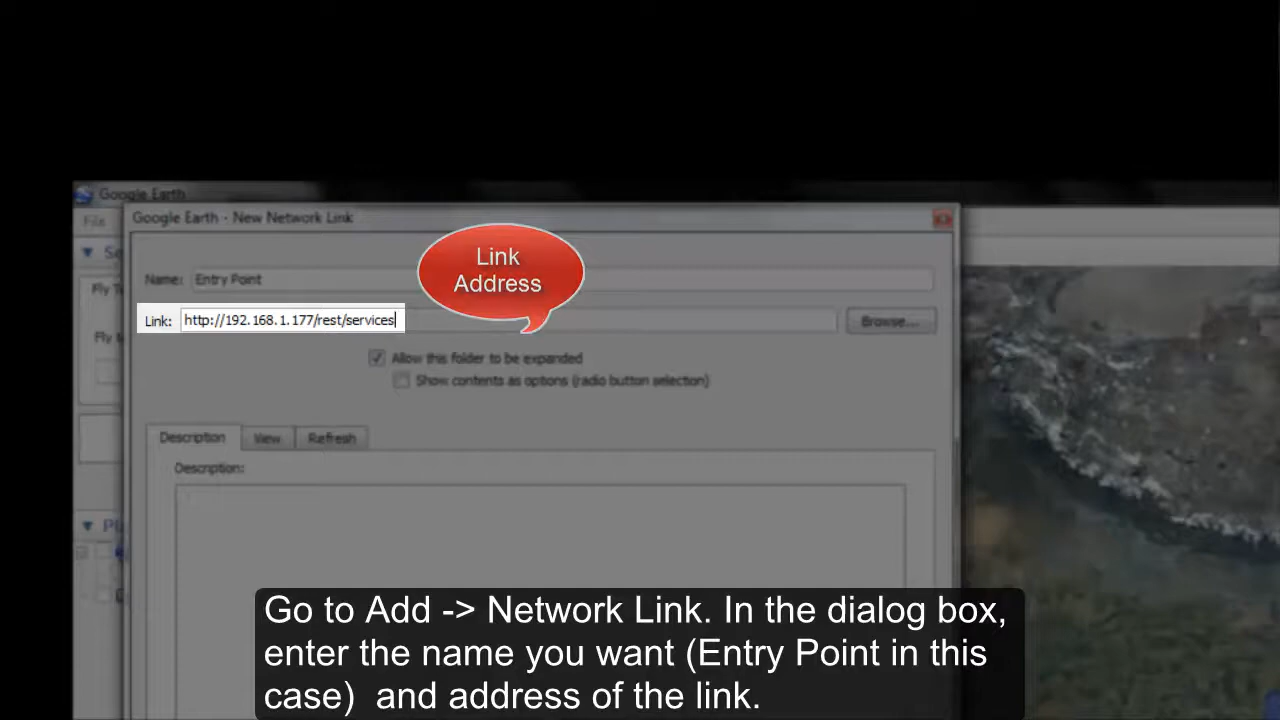 Google Earth
File
Google Earth - New Network Link
Link
Address
Name: Entry Point
Link: http://192.168.1.177/rest/services
Browse...
Allow this folder to be expanded
Show contents as options (radio button selection)
Description View Refresh
Description:
Go to Add -> Network Link. In the dialog box,
enter the name you want (Entry Point in this
case) and address of the link.